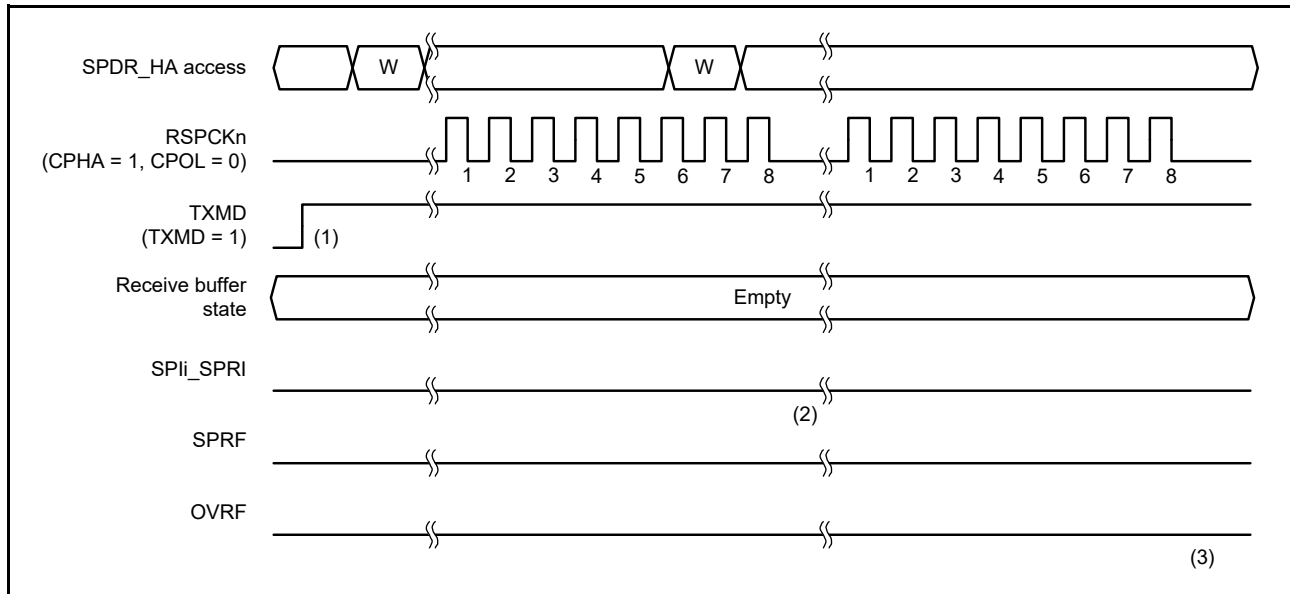 SPDR_HA access
W
W
RSPCKn
(CPHA = 1, CPOL = 0)
1 2 3 4 5 6 7 8
1 2 3 4 5 6 7 8
TXMD
(TXMD = 1)
(1)
Receive buffer
state
Empty
SPIi_SPRI
(2)
SPRF
OVRF
(3)